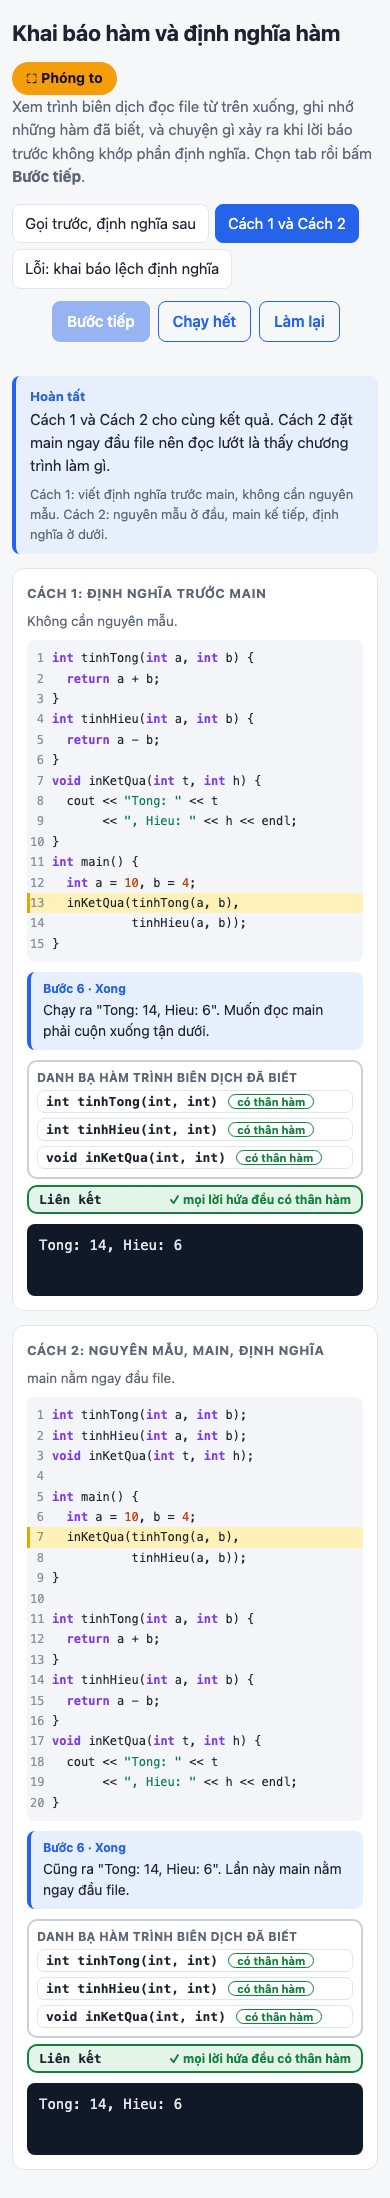 Khai báo hàm và định nghĩa hàm
⛶ Phóng to
Xem trình biên dịch đọc file từ trên xuống, ghi nhớ
những hàm đã biết, và chuyện gì xảy ra khi lời báo
trước không khớp phần định nghĩa. Chọn tab rồi bấm
Bước tiếp.
Gọi trước, định nghĩa sau
Cách 1 và Cách 2
Lỗi: khai báo lệch định nghĩa
Bước tiếp
Chạy hết
Làm lại
Hoàn tất
Cách 1 và Cách 2 cho cùng kết quả. Cách 2 đặt
main ngay đầu file nên đọc lướt là thấy chương
trình làm gì.
Cách 1: viết định nghĩa trước main, không cần nguyên
mẫu. Cách 2: nguyên mẫu ở đầu, main kế tiếp, định
nghĩa ở dưới.
CÁCH 1: ĐỊNH NGHĨA TRƯỚC MAIN
Không cần nguyên mẫu.
1 int tinhTong(int a, int b) {
2   return a + b;
3 }
4 int tinhHieu(int a, int b) {
5   return a - b;
6 }
7 void inKetQua(int t, int h) {
8   cout << "Tong: " << t
9        << ", Hieu: " << h << endl;
10 }
11 int main() {
12   int a = 10, b = 4;
13   inKetQua(tinhTong(a, b),
14            tinhHieu(a, b));
15 }
Bước 6 · Xong
Chạy ra "Tong: 14, Hieu: 6". Muốn đọc main
phải cuộn xuống tận dưới.
DANH BẠ HÀM TRÌNH BIÊN DỊCH ĐÃ BIẾT
int tinhTong(int, int) có thân hàm
int tinhHieu(int, int) có thân hàm
void inKetQua(int, int) có thân hàm
Liên kết ✓ mọi lời hứa đều có thân hàm
Tong: 14, Hieu: 6
CÁCH 2: NGUYÊN MẪU, MAIN, ĐỊNH NGHĨA
main nằm ngay đầu file.
1 int tinhTong(int a, int b);
2 int tinhHieu(int a, int b);
3 void inKetQua(int t, int h);
4
5 int main() {
6   int a = 10, b = 4;
7   inKetQua(tinhTong(a, b),
8            tinhHieu(a, b));
9 }
10
11 int tinhTong(int a, int b) {
12   return a + b;
13 }
14 int tinhHieu(int a, int b) {
15   return a - b;
16 }
17 void inKetQua(int t, int h) {
18   cout << "Tong: " << t
19        << ", Hieu: " << h << endl;
20 }
Bước 6 · Xong
Cũng ra "Tong: 14, Hieu: 6". Lần này main nằm
ngay đầu file.
DANH BẠ HÀM TRÌNH BIÊN DỊCH ĐÃ BIẾT
int tinhTong(int, int) có thân hàm
int tinhHieu(int, int) có thân hàm
void inKetQua(int, int) có thân hàm
Liên kết ✓ mọi lời hứa đều có thân hàm
Tong: 14, Hieu: 6